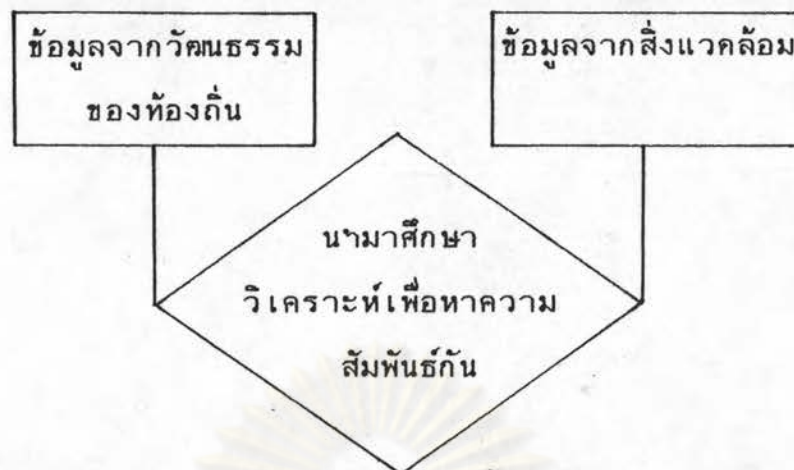 ข้อมูลจากวัฒนธรรม
ของท้องถิ่น
ข้อมูลจากสิ่งแวดล้อม
นำมาศึกษา
วิเคราะห์เพื่อหาความ
สัมพันธ์กัน